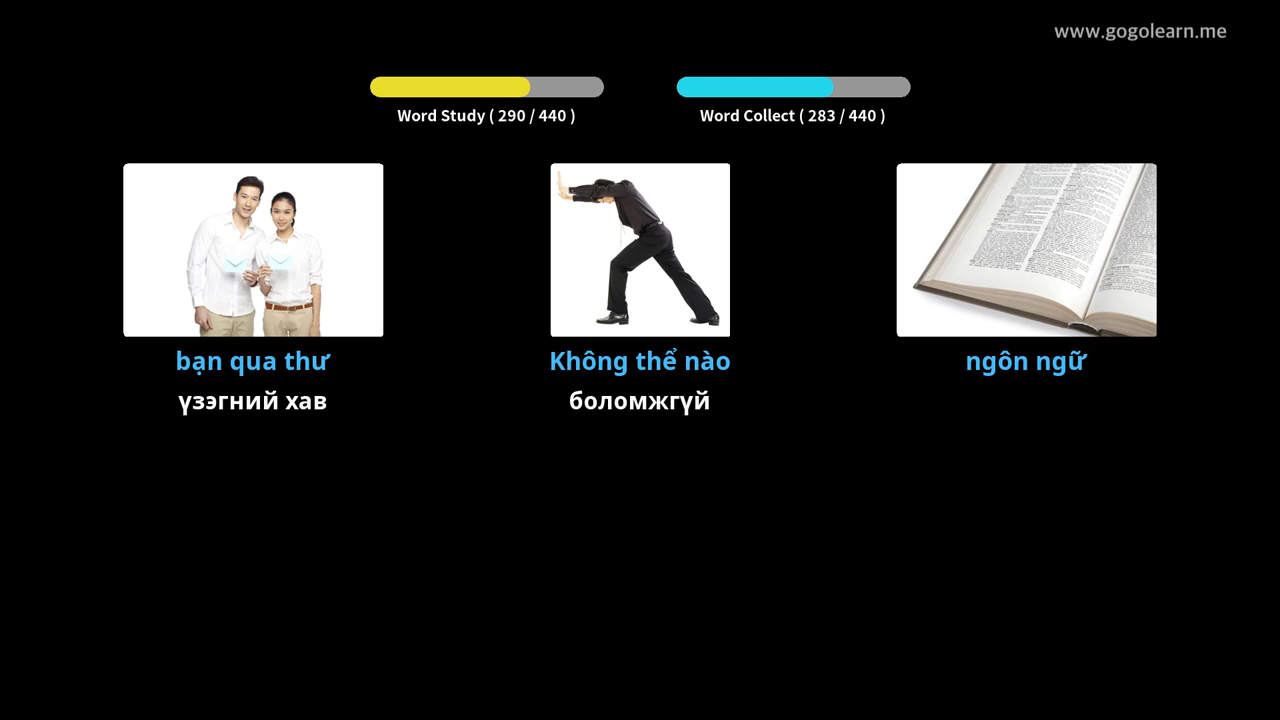 www.gogolearn.me
Word Study ( 290 / 440 )
Word Collect ( 283 / 440 )
bạn qua thư
үзэгний хав
Không thể nào
боломжгүй
ngôn ngữ